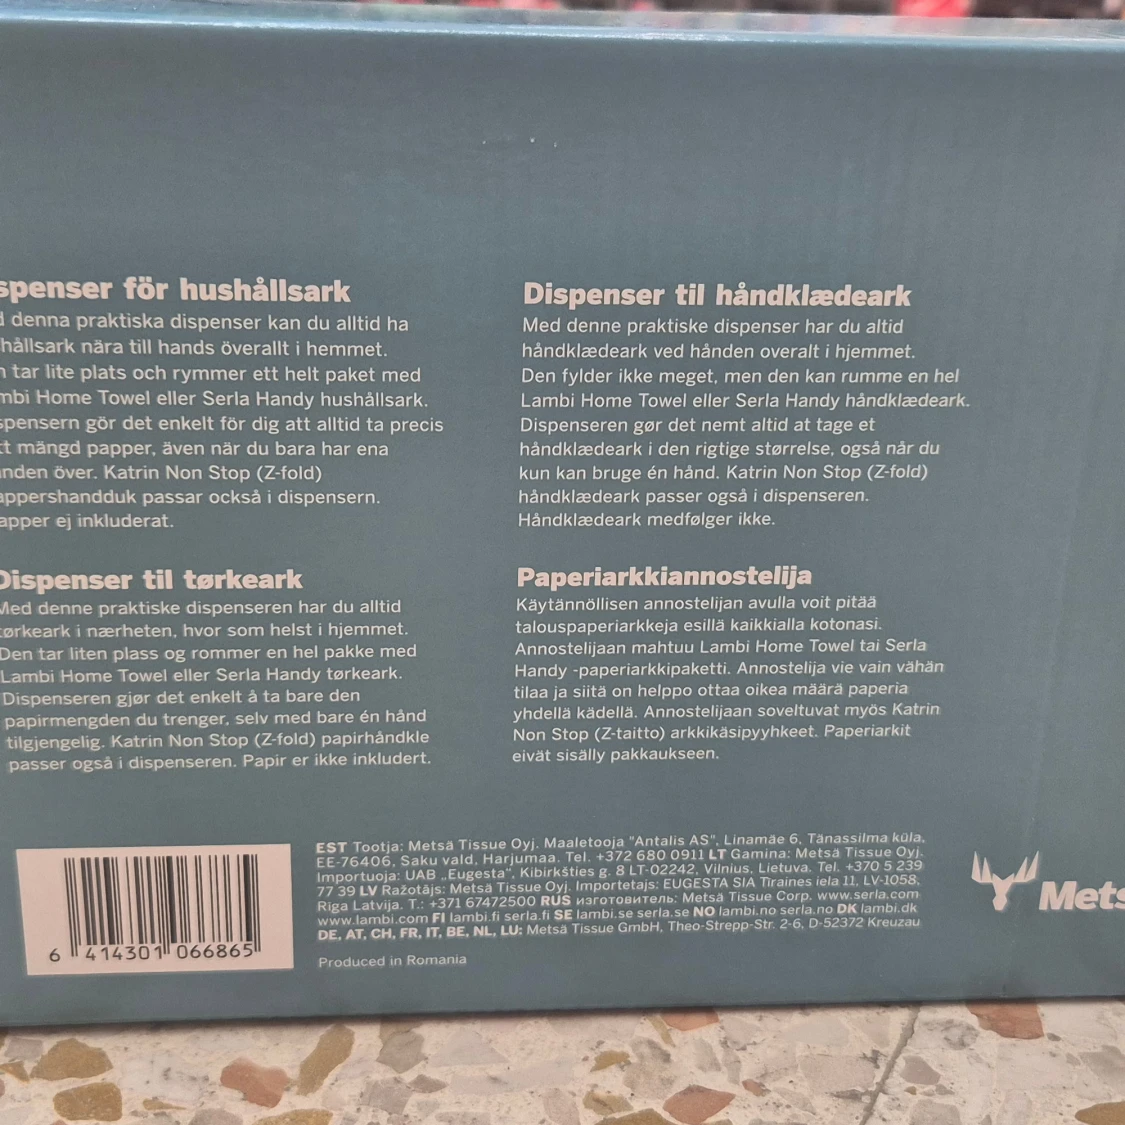 spenser för hushållsark
denna praktiska dispenser kan du alltid ha
hållsark nära till hands överallt i hemmet.
tar lite plats och rymmer ett helt paket med
mbi Home Towel eller Serla Handy hushållsark.
spensern gör det enkelt för dig att alltid ta precis
tt mängd papper, även när du bara har ena
nden över. Katrin Non Stop (Z-fold)
appershandduk passar också i dispensern.
apper ej inkluderat.
Dispenser til håndklædeark
Med denne praktiske dispenser har du altid
håndklædeark ved hånden overalt i hjemmet.
Den fylder ikke meget, men den kan rumme en hel
Lambi Home Towel eller Serla Handy håndklædeark.
Dispenseren gør det nemt altid at tage et
håndklædeark i den rigtige størrelse, også når du
kun kan bruge én hånd. Katrin Non Stop (Z-fold)
håndklædeark passer også i dispenseren.
Håndklædeark medfølger ikke.
Dispenser til tørkeark
Med denne praktiske dispenseren har du alltid
tørkeark i nærheten, hvor som helst i hjemmet.
Den tar liten plass og rommer en hel pakke med
Lambi Home Towel eller Serla Handy tørkeark.
Dispenseren gjør det enkelt å ta bare den
papirmengden du trenger, selv med bare én hånd
tilgjengelig. Katrin Non Stop (Z-fold) papirhåndkle
passer også i dispenseren. Papir er ikke inkludert.
Paperiarkkiannostelija
Käytännöllisen annostelijan avulla voit pitää
talouspaperiarkkeja esillä kaikkialla kotonasi.
Annostelijaan mahtuu Lambi Home Towel tai Serla
Handy -paperiarkkipaketti. Annostelija vie vain vähän
tilaa ja siitä on helppo ottaa oikea määrä paperia
yhdellä kädellä. Annostelijaan soveltuvat myös Katrin
Non Stop (Z-taitto) arkkikäsipyyhkeet. Paperiarkit
eivät sisälly pakkaukseen.
6 414301 066865
EST Tootja: Metsä Tissue Oyj. Maaletooja "Antalis AS", Linamäe 6, Tänassilma küla,
EE-76406, Saku vald, Harjumaa. Tel. +372 680 0911 LT Gamina: Metsä Tissue Oyj.
Importuoja: UAB „Eugesta", Kibirkšties g. 8 LT-02242, Vilnius, Lietuva. Tel. +370 5 239
77 39 LV Ražotājs: Metsä Tissue Oyj. Importetajs: EUGESTA SIA Tiraines iela 11, LV-1058,
Riga Latvija. T.: +371 67472500 RUS изготовитель: Metsä Tissue Corp. www.serla.com
www.lambi.com FI lambi.fi serla.fi SE lambi.se serla.se NO lambi.no serla.no DK lambi.dk
DE, AT, CH, FR, IT, BE, NL, LU: Metsä Tissue GmbH, Theo-Strepp-Str. 2-6, D-52372 Kreuzau
Produced in Romania
Mets